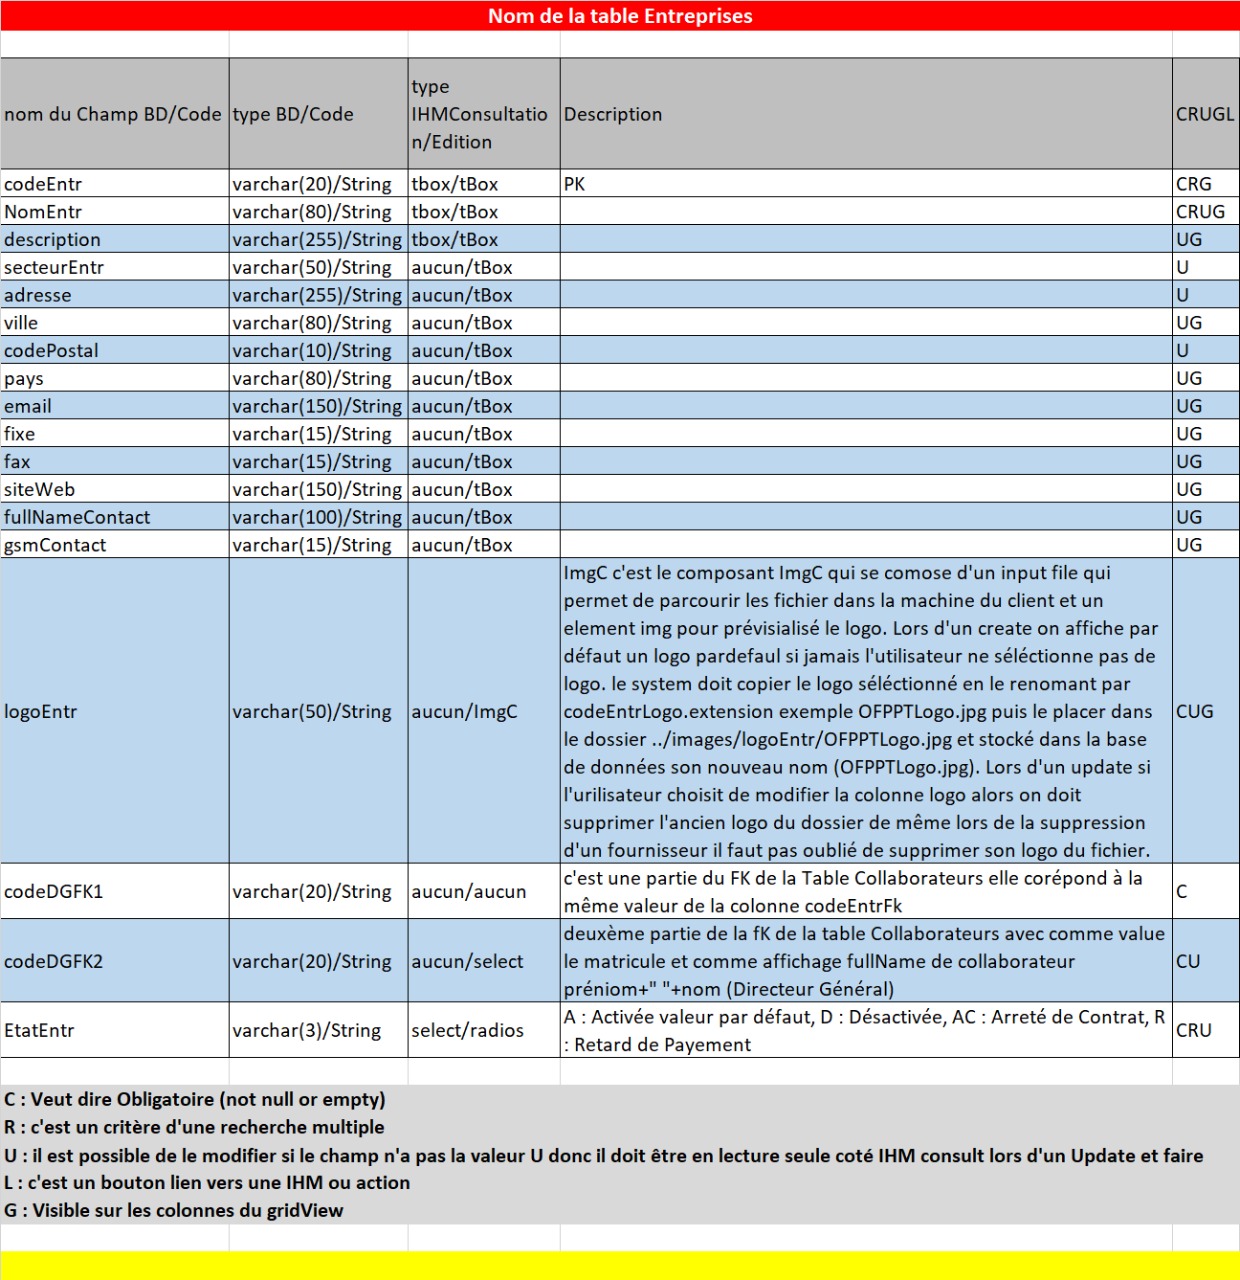 Nom de la table Entreprises
nom du Champ BD/Code type BD/Code type IHMConsultatio n/Edition Description CRUGL
codeEntr varchar(20)/String tbox/tBox PK CRG
NomEntr varchar(80)/String tbox/tBox CRUG
description varchar(255)/String tbox/tBox UG
secteurEntr varchar(50)/String aucun/tBox U
adresse varchar(255)/String aucun/tBox U
ville varchar(80)/String aucun/tBox UG
codePostal varchar(10)/String aucun/tBox U
pays varchar(80)/String aucun/tBox UG
email varchar(150)/String aucun/tBox UG
fixe varchar(15)/String aucun/tBox UG
fax varchar(15)/String aucun/tBox UG
siteWeb varchar(150)/String aucun/tBox UG
fullNameContact varchar(100)/String aucun/tBox UG
gsmContact varchar(15)/String aucun/tBox UG
logoEntr varchar(50)/String aucun/ImgC
ImgC c'est le composant ImgC qui se comose d'un input file qui
permet de parcourir les fichier dans la machine du client et un
element img pour prévisialisé le logo. Lors d'un create on affiche par
défaut un logo pardefaul si jamais l'utilisateur ne séléctionne pas de
logo. le system doit copier le logo séléctionné en le renomant par
codeEntrLogo.extension exemple OFPPTLogo.jpg puis le placer dans
le dossier ../images/logoEntr/OFPPTLogo.jpg et stocké dans la base
de données son nouveau nom (OFPPTLogo.jpg). Lors d'un update si
l'urilisateur choisit de modifier la colonne logo alors on doit
supprimer l'ancien logo du dossier de même lors de la suppression
d'un fournisseur il faut pas oublié de supprimer son logo du fichier.
CUG
codeDGFK1 varchar(20)/String aucun/aucun
c'est une partie du FK de la Table Collaborateurs elle corépond à la
même valeur de la colonne codeEntrFk
C
codeDGFK2 varchar(20)/String aucun/select
deuxème partie de la fK de la table Collaborateurs avec comme value
le matricule et comme affichage fullName de collaborateur
préniom+" "+nom (Directeur Général)
CU
EtatEntr varchar(3)/String select/radios
A : Activée valeur par défaut, D : Désactivée, AC : Arreté de Contrat, R
: Retard de Payement
CRU
C : Veut dire Obligatoire (not null or empty)
R : c'est un critère d'une recherche multiple
U : il est possible de le modifier si le champ n'a pas la valeur U donc il doit être en lecture seule coté IHM consult lors d'un Update et faire
L : c'est un bouton lien vers une IHM ou action
G : Visible sur les colonnes du gridView